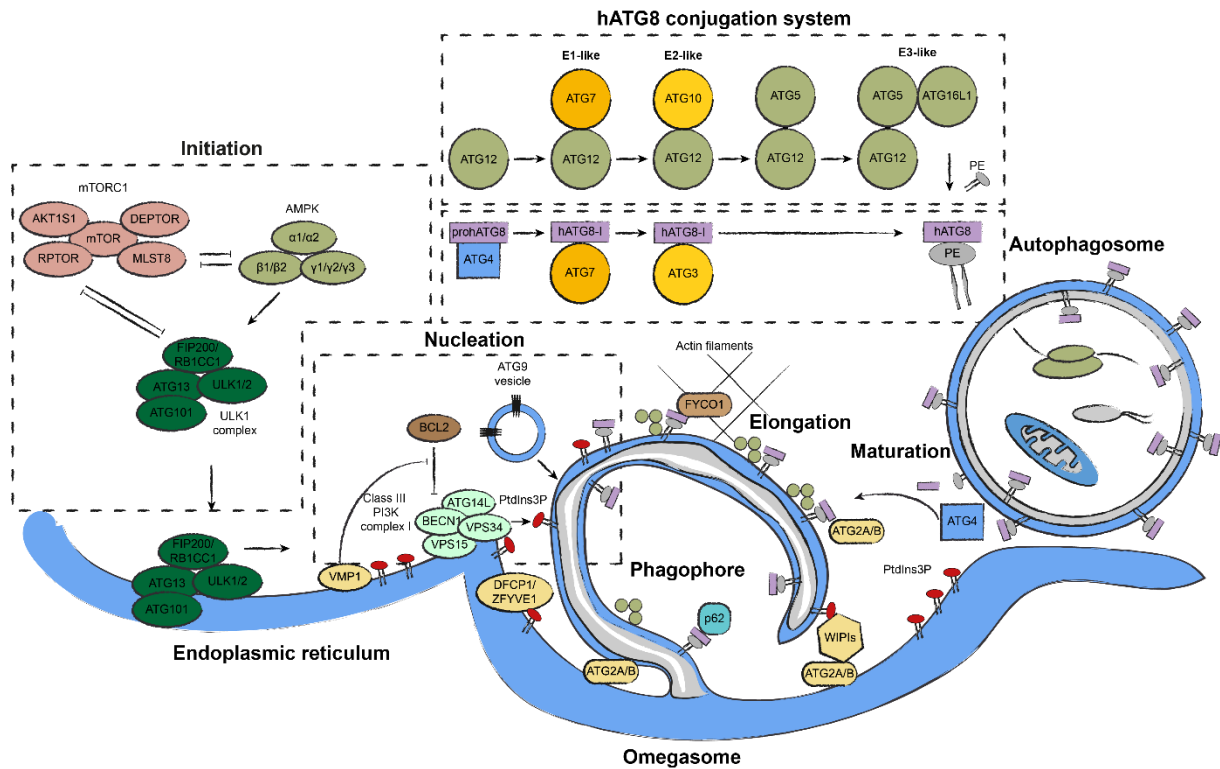 hATG8 conjugation system
E1-like
E2-like
E3-like
ATG7
ATG10
ATG5
ATG5
ATG16L1
ATG12
ATG12
ATG12
ATG12
ATG12
PE
prohATG8
hATG8-I
hATG8-I
hATG8
ATG4
ATG7
ATG3
PE
Initiation
mTORC1
AKT1S1
DEPTOR
mTOR
RPTOR
MLST8
AMPK
α1/α2
β1/β2
γ1/γ2/γ3
FIP200/
RB1CC1
ATG13
ULK1/2
ATG101
ULK1
complex
Nucleation
ATG9
vesicle
BCL2
Class III
PI3K
complex I
ATG14L
BECN1
VPS34
VPS15
PtdIns3P
Actin filaments
FYCO1
Elongation
Autophagosome
Maturation
ATG4
ATG2A/B
FIP200/
RB1CC1
ATG13
ULK1/2
ATG101
VMP1
DFCP1/
ZFYVE1
Phagophore
p62
WIPIs
ATG2A/B
ATG2A/B
PtdIns3P
Endoplasmic reticulum
Omegasome